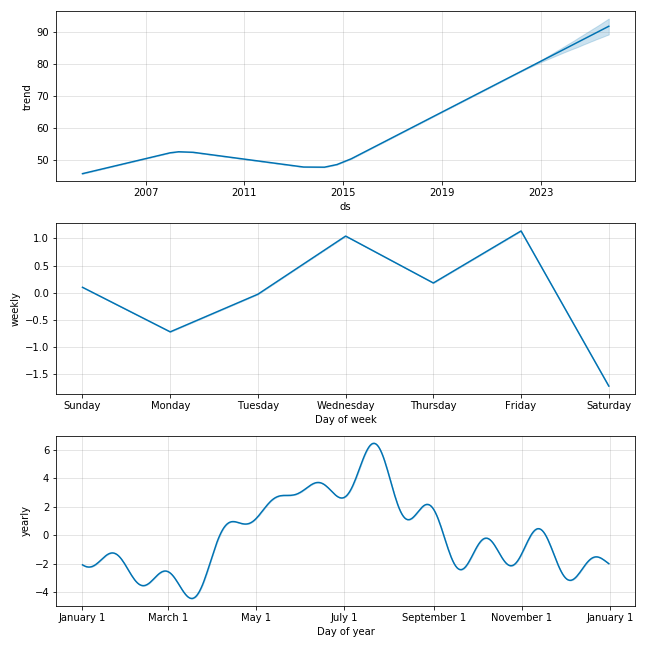 90
80
70
60
50
trend
2007 2011 2015 2019 2023
ds
1.0
0.5
0.0
−0.5
−1.0
−1.5
weekly
Sunday Monday Tuesday Wednesday Thursday Friday Saturday
Day of week
6
4
2
0
−2
−4
yearly
January 1 March 1 May 1 July 1 September 1 November 1 January 1
Day of year